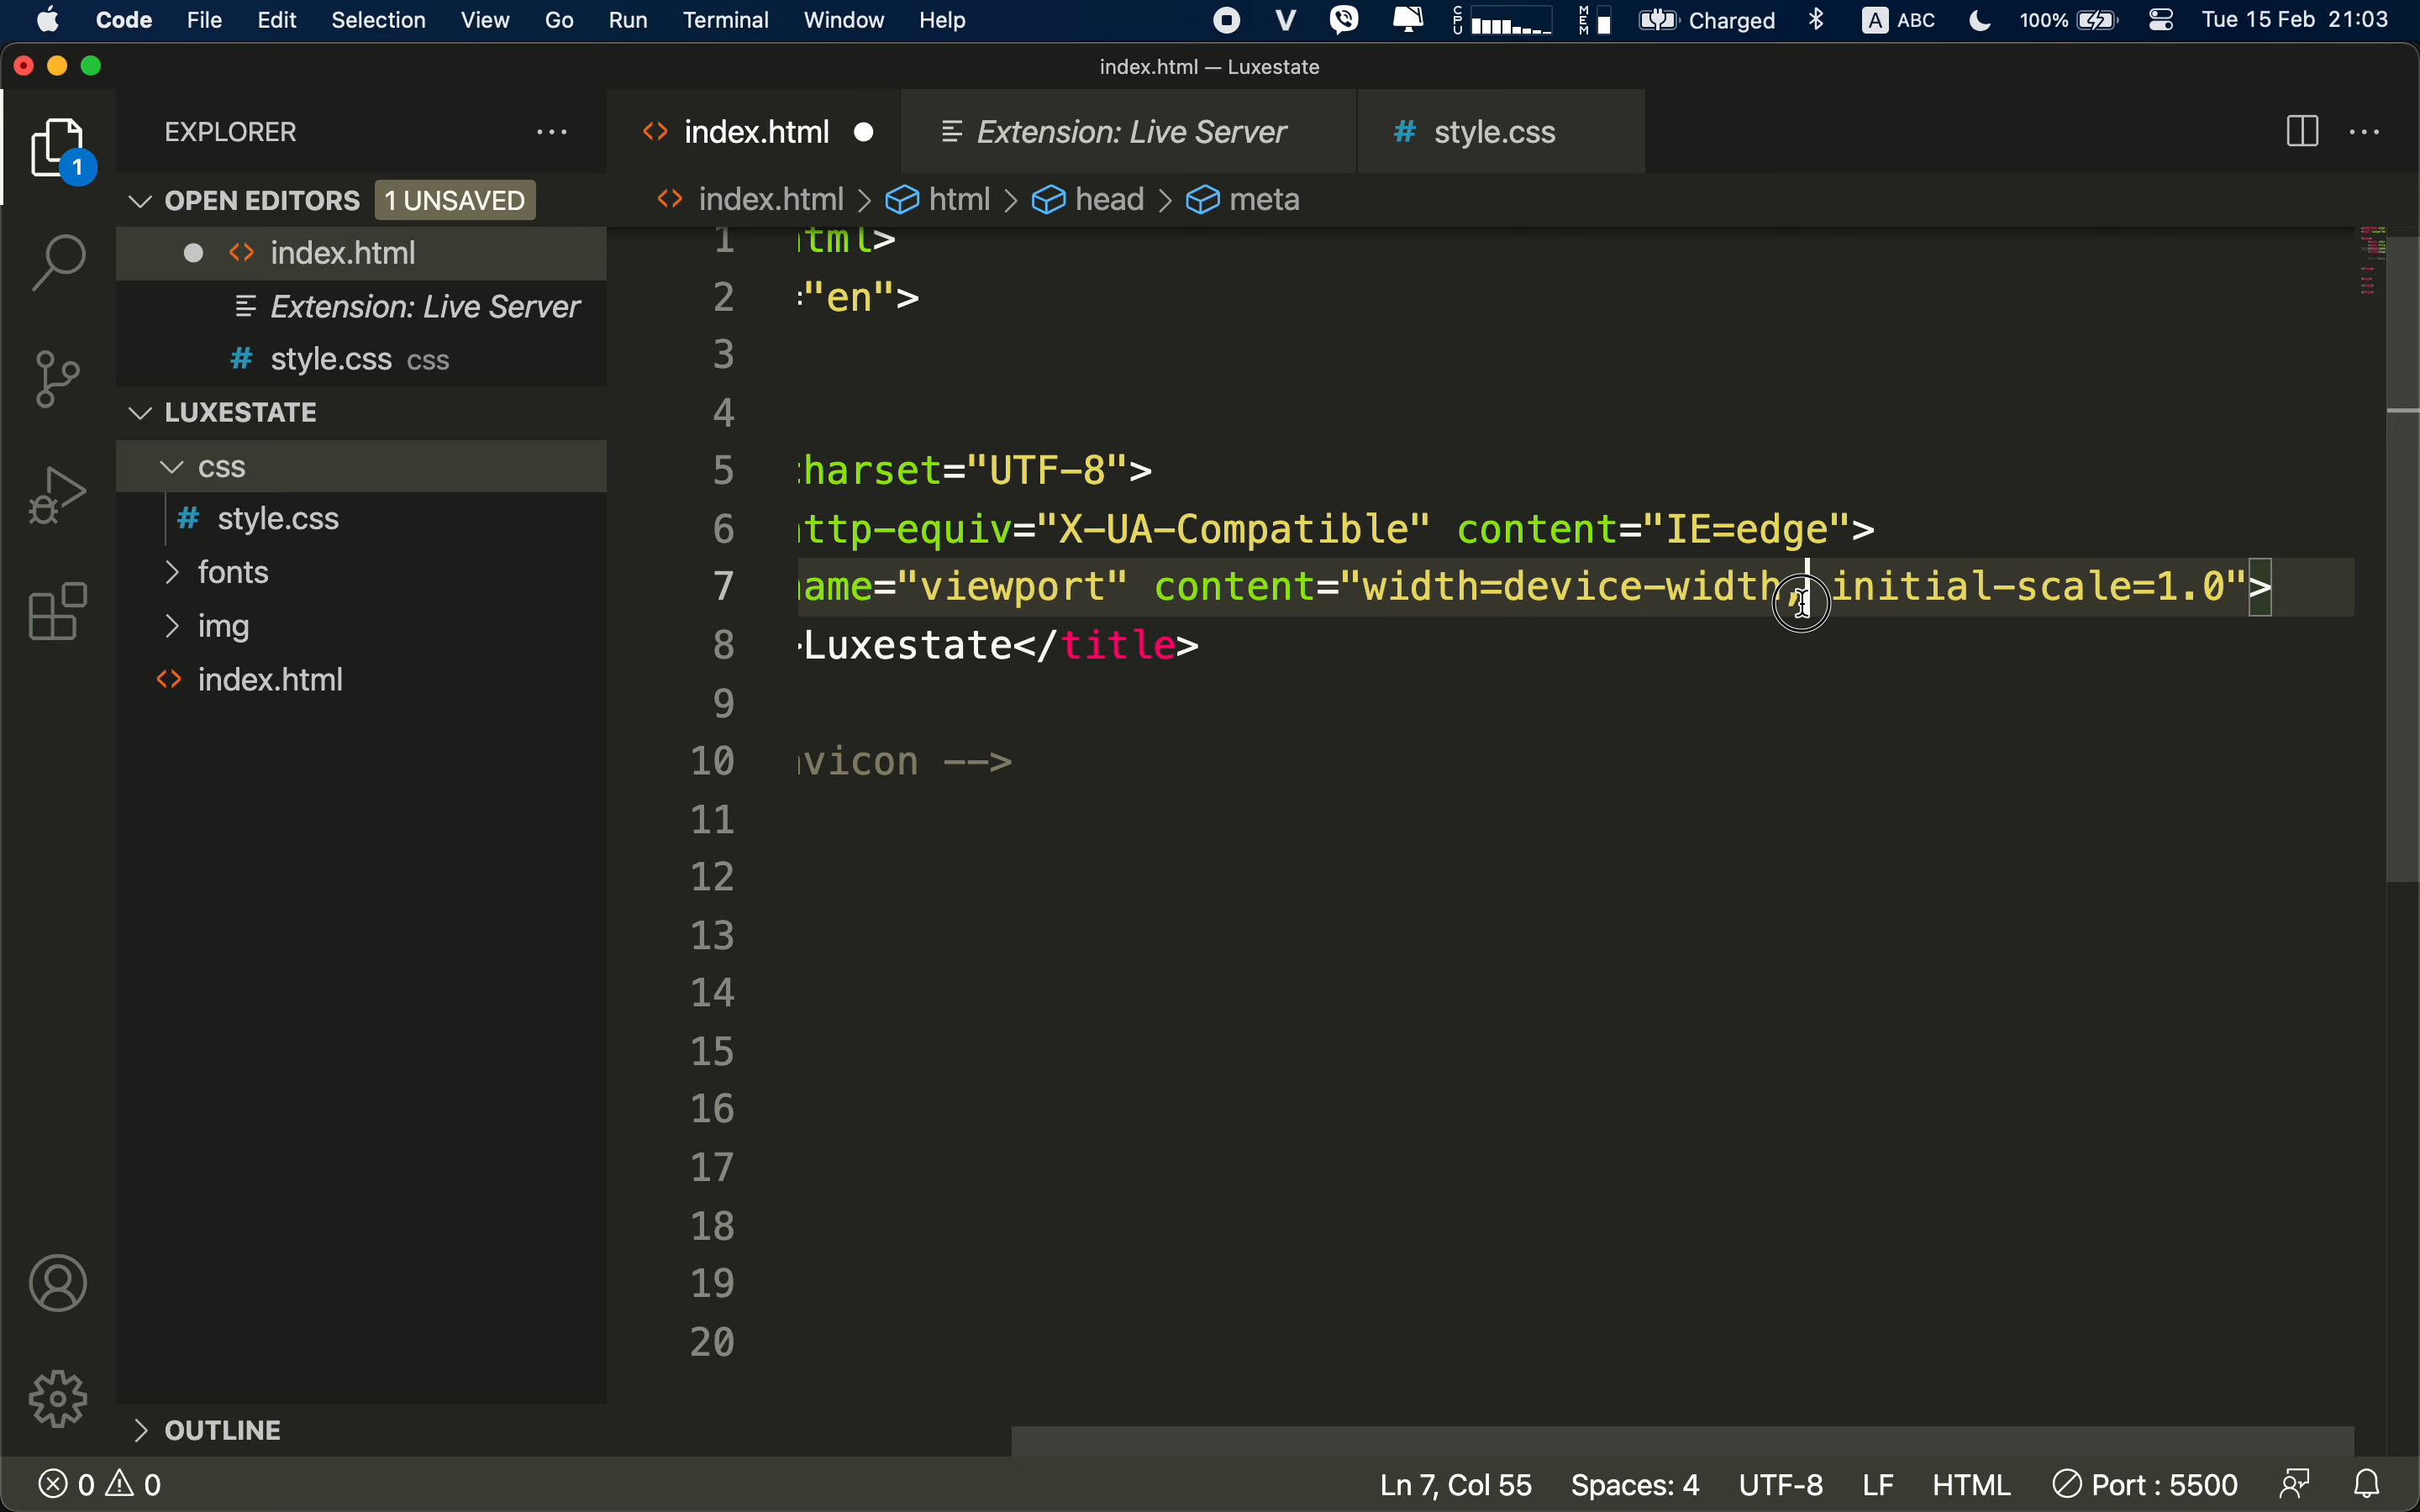 Code File Edit Selection View Go Run Terminal Window Help V CPU MEM Charged A ABC 100% Tue 15 Feb 21:03
index.html — Luxestate
EXPLORER
index.html Extension: Live Server # style.css
1
OPEN EDITORS 1 UNSAVED
index.html > html > head > meta
index.html
Extension: Live Server
# style.css css
LUXESTATE
css
# style.css
fonts
img
index.html
1 tml>
2 ="en">
3
4
5 charset="UTF-8">
6 ttp-equiv="X-UA-Compatible" content="IE=edge">
7 ame="viewport" content="width=device-width, initial-scale=1.0">
8 >Luxestate</title>
9
10 vicon -->
11
12
13
14
15
16
17
18
19
20
OUTLINE
0 0 Ln 7, Col 55 Spaces: 4 UTF-8 LF HTML Port : 5500